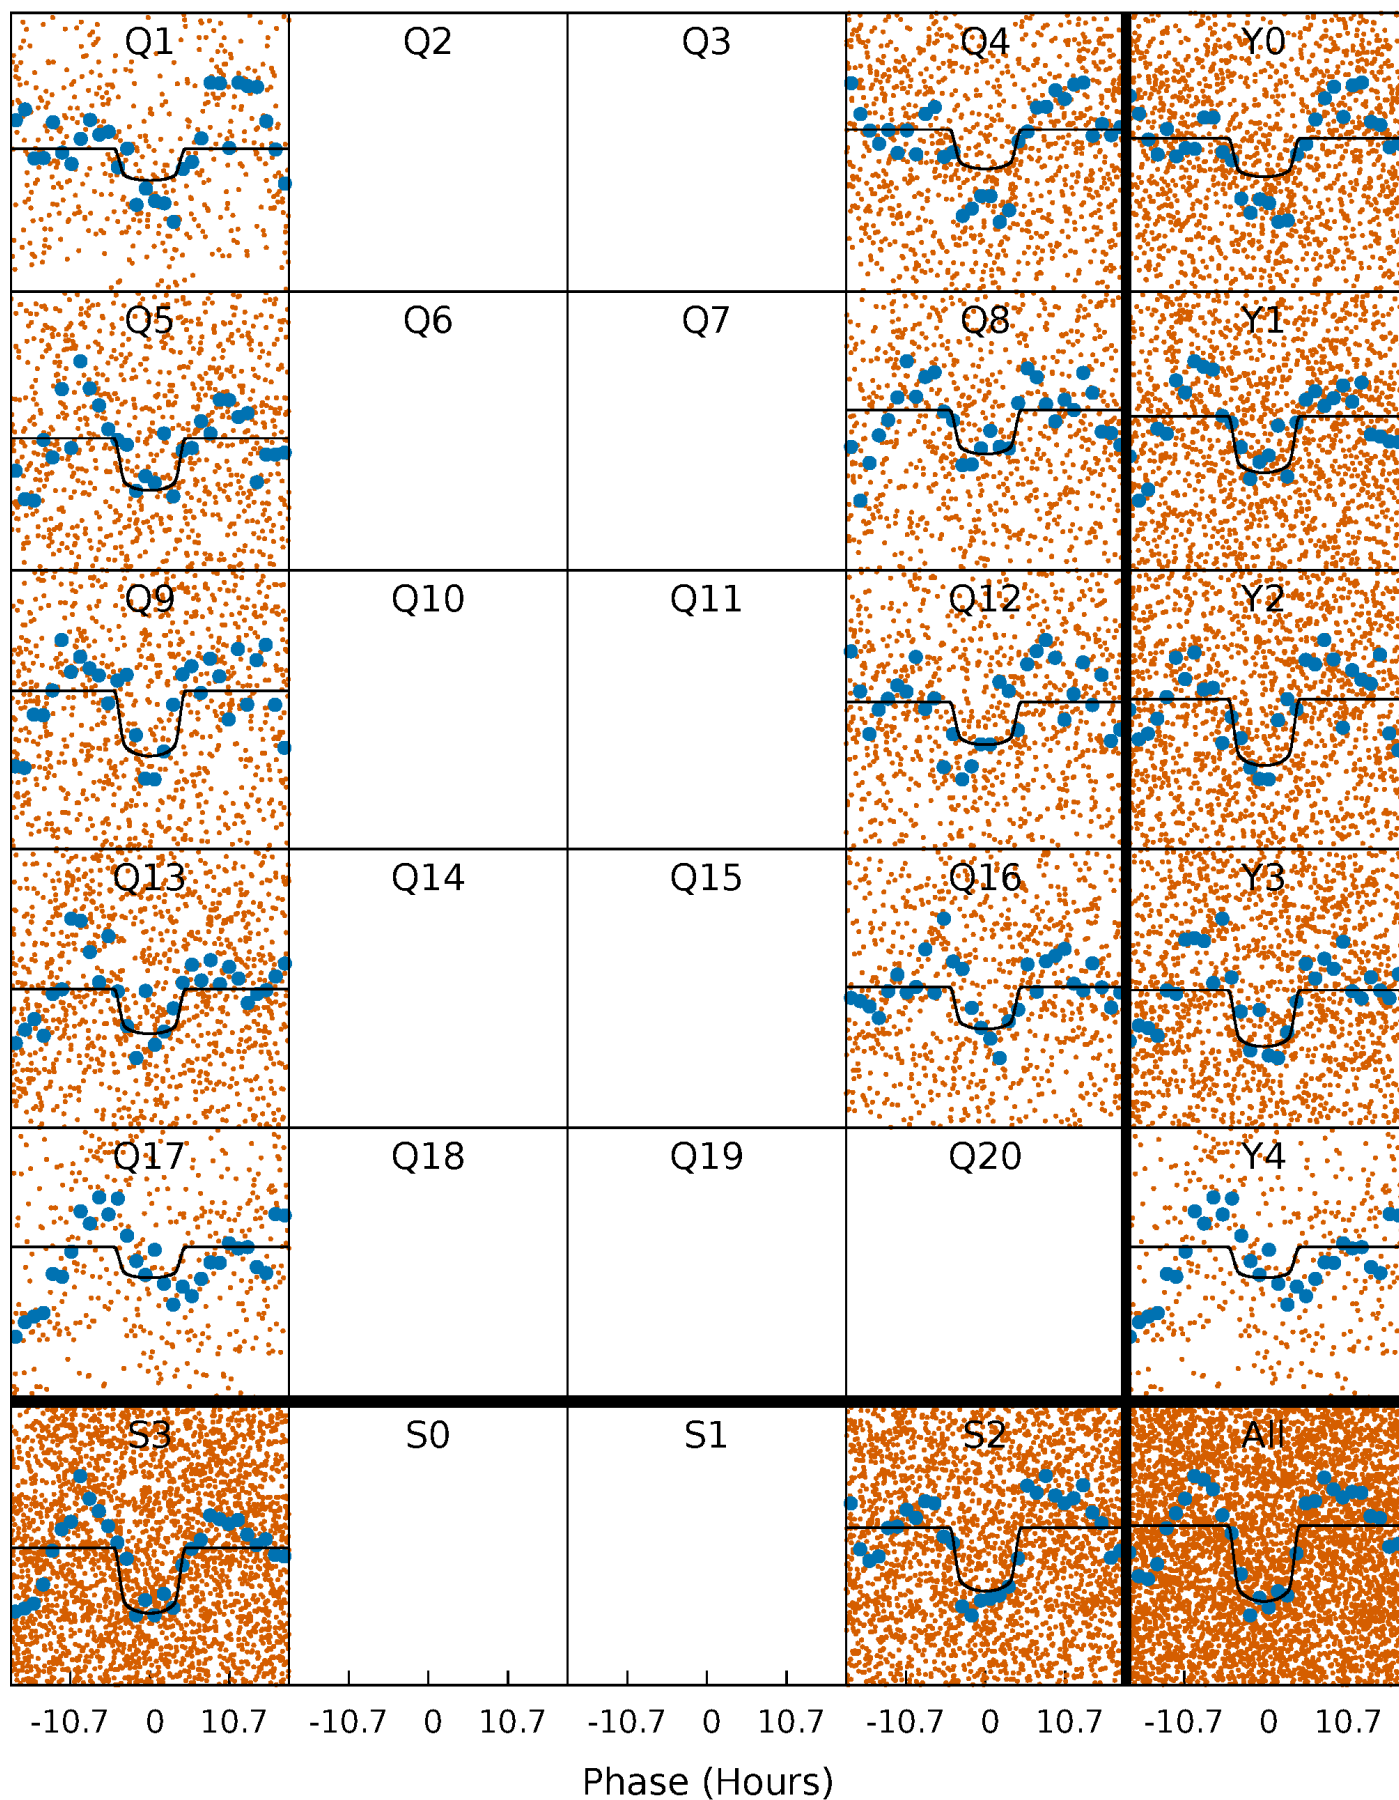 Q1 Q2 Q3 Q4 Y0
Q5 Q6 Q7 Q8 Y1
Q9 Q10 Q11 Q12 Y2
Q13 Q14 Q15 Q16 Y3
Q17 Q18 Q19 Q20 Y4
S3 S0 S1 S2 All
-10.7 0 10.7 -10.7 0 10.7 -10.7 0 10.7 -10.7 0 10.7 -10.7 0 10.7
Phase (Hours)